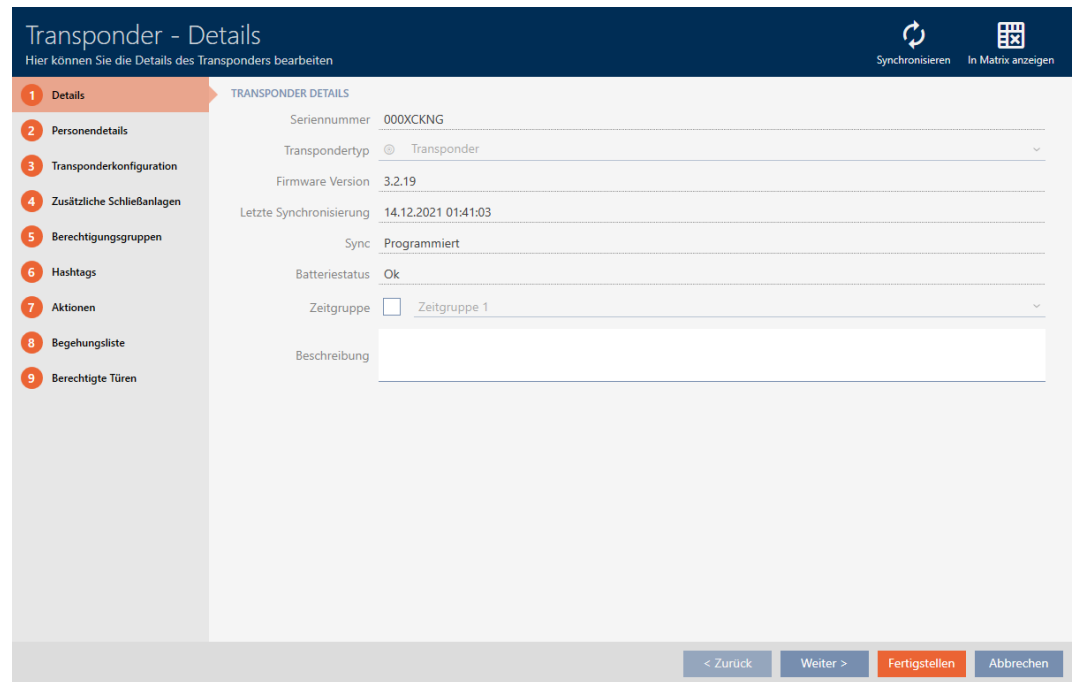 Transponder - Details
Hier können Sie die Details des Transponders bearbeiten
Synchronisieren
In Matrix anzeigen
1 Details
2 Personendetails
3 Transponderkonfiguration
4 Zusätzliche Schließanlagen
5 Berechtigungsgruppen
6 Hashtags
7 Aktionen
8 Begehungsliste
9 Berechtigte Türen
TRANSPONDER DETAILS
Seriennummer 000XCKNG
Transpondertyp Transponder
Firmware Version 3.2.19
Letzte Synchronisierung 14.12.2021 01:41:03
Sync Programmiert
Batteriestatus Ok
Zeitgruppe Zeitgruppe 1
Beschreibung
< Zurück
Weiter >
Fertigstellen
Abbrechen